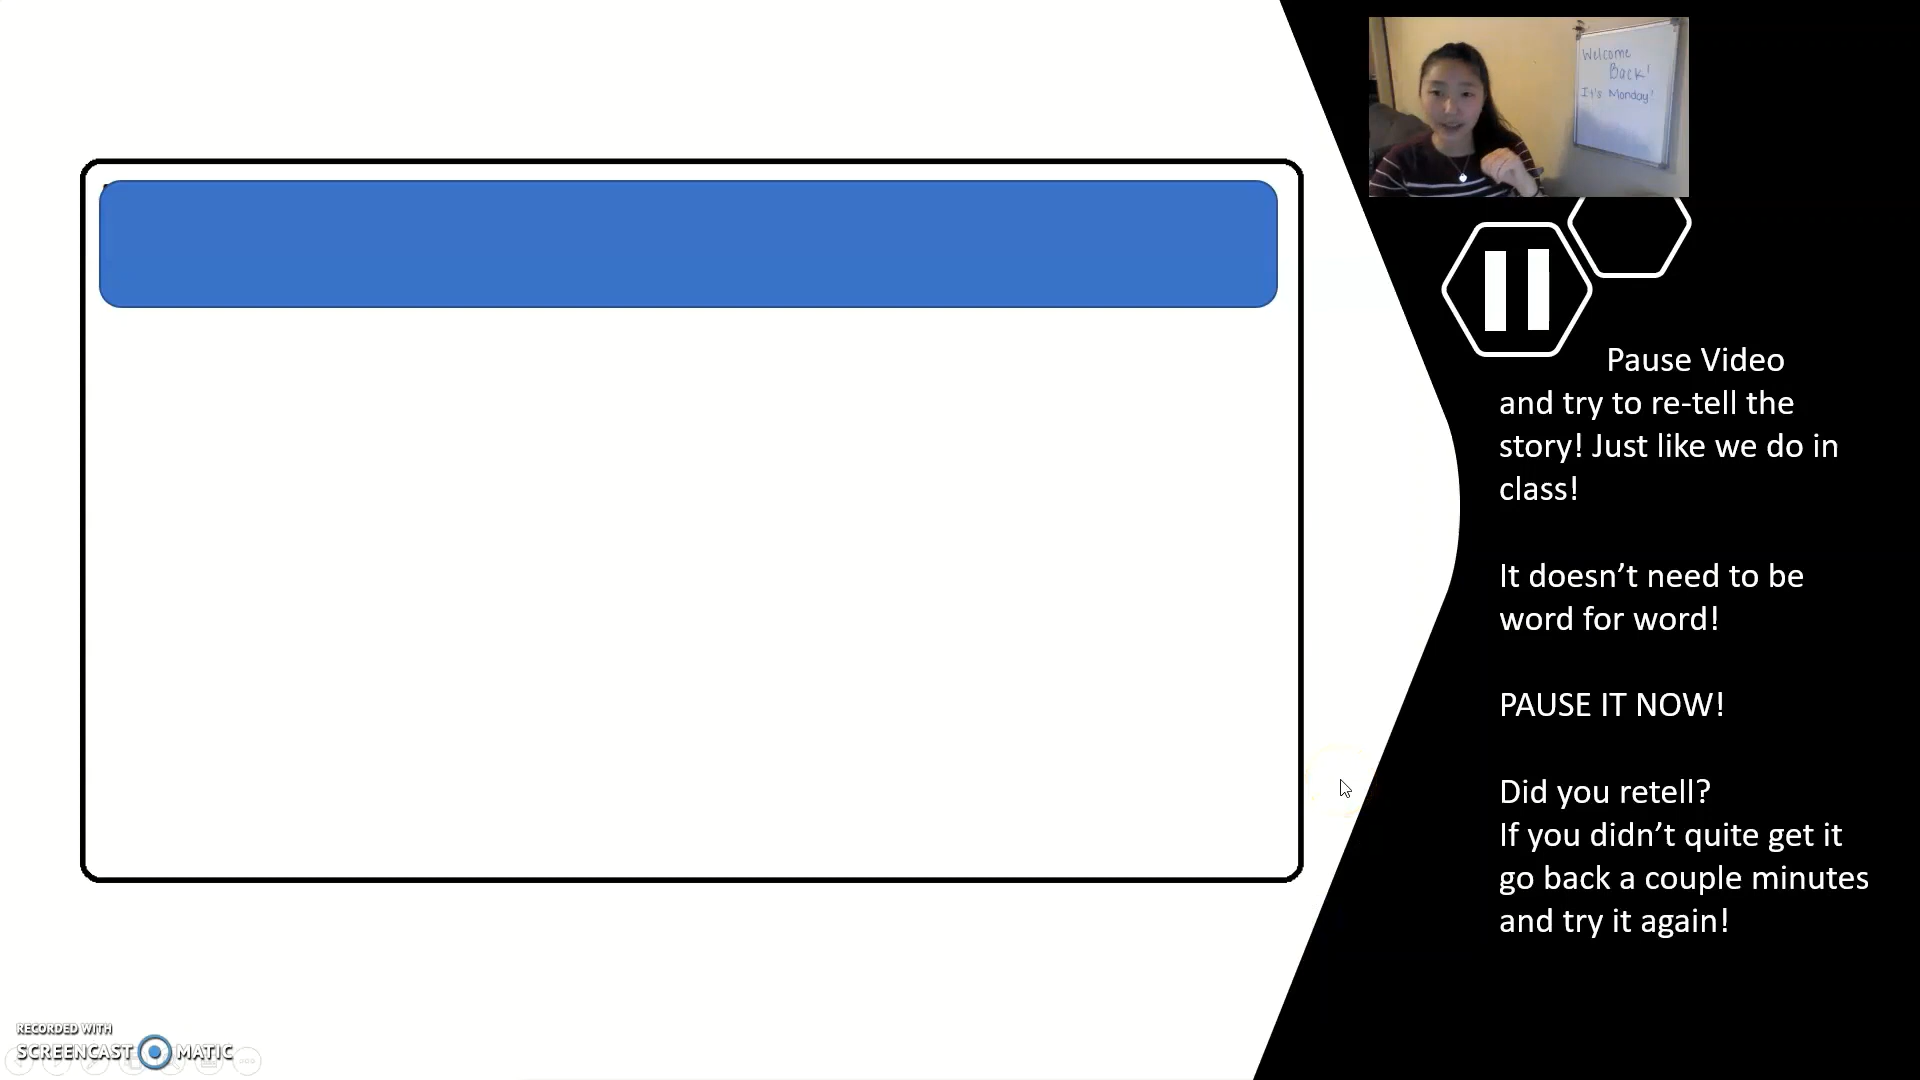 Welcome
Back!
It's Monday!
Pause Video
and try to re-tell the
story! Just like we do in
class!
It doesn’t need to be
word for word!
PAUSE IT NOW!
Did you retell?
If you didn’t quite get it
go back a couple minutes
and try it again!
RECORDED WITH
SCREENCAST MATIC